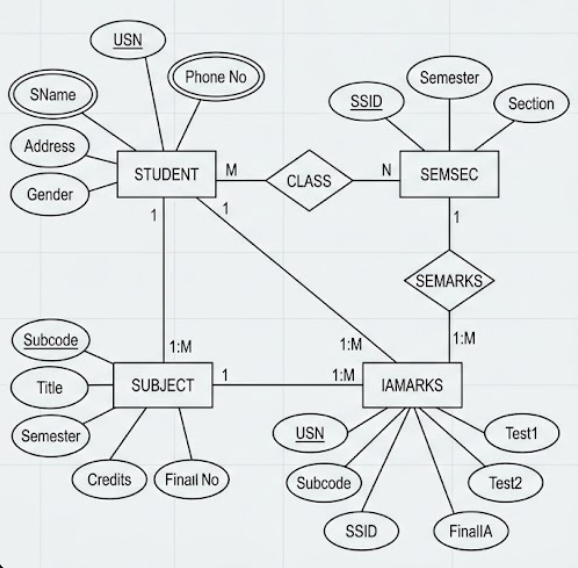 USN
Phone No
SName
Address
Gender
STUDENT
M
CLASS
N
SEMSEC
SSID
Semester
Section
1
1
1
SEMARKS
1:M
1:M
1:M
Subcode
Title
Semester
SUBJECT
1
1:M
IAMARKS
Credits
Finail No
USN
Subcode
SSID
FinalIA
Test2
Test1